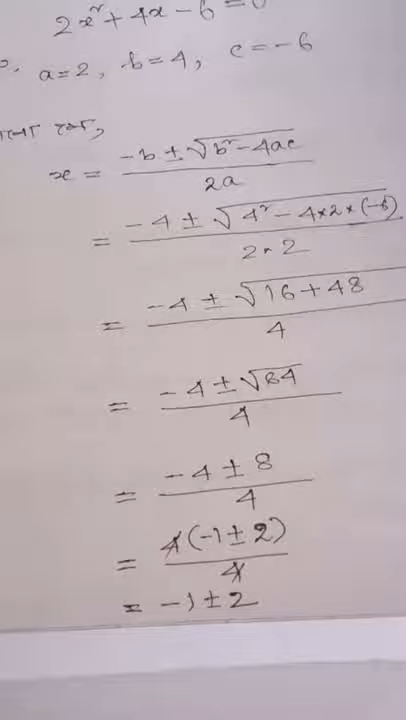 2x²+4x-6=0
a=2, b=4, c=-6
x = (-b ± √(b²-4ac)) / 2a
= (-4 ± √(4²-4×2×(-6))) / 2×2
= (-4 ± √(16+48)) / 4
= (-4 ± √64) / 4
= (-4 ± 8) / 4
= 4(-1 ± 2) / 4
= -1 ± 2